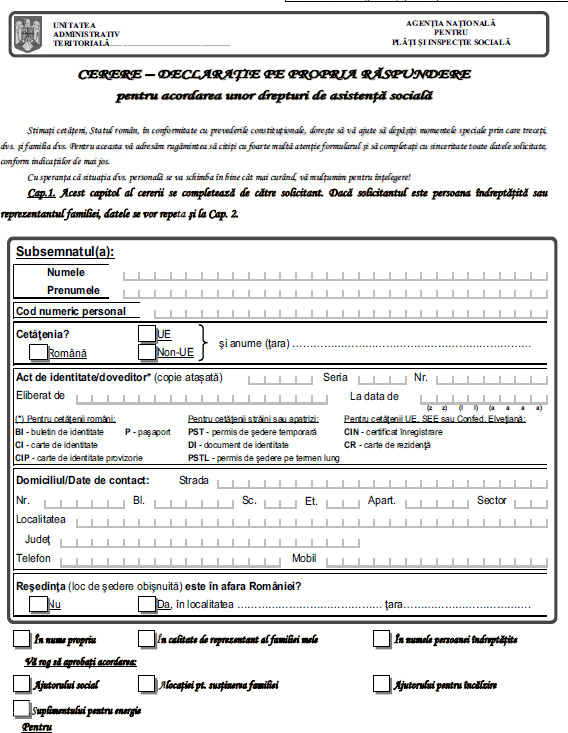 UNITATEA
ADMINISTRATIV
TERITORIALĂ................................................
AGENŢIA NAŢIONALĂ
PENTRU
PLĂŢI ŞI INSPECŢIE SOCIALĂ
CERERE – DECLARAŢIE PE PROPRIA RĂSPUNDERE
pentru acordarea unor drepturi de asistenţă socială
Stimaţi cetăţeni, Statul român, în conformitate cu prevederile constituţionale, doreşte să vă ajute să depăşiţi momentele speciale prin care treceţi,
dvs. şi familia dvs. Pentru aceasta vă adresăm rugămintea să citiţi cu foarte multă atenţie formularul şi să completaţi cu sinceritate toate datele solicitate,
conform indicaţiilor de mai jos.
Cu speranţa că situaţia dvs. personală se va schimba în bine cât mai curând, vă mulţumim pentru înţelegere!
Cap.1. Acest capitol al cererii se completează de către solicitant. Dacă solicitantul este persoana îndreptăţită sau
reprezentantul familiei, datele se vor repeta şi la Cap. 2.
Subsemnatul(a):
Numele
Prenumele
Cod numeric personal
Cetăţenia?
UE
Română
Non-UE
şi anume (ţara) ………………………………………………………
Act de identitate/doveditor* (copie ataşată) Seria Nr.
Eliberat de La data de
(z z) (l l) (a a a a)
(*) Pentru cetăţenii români: Pentru cetăţenii străini sau apatrizi: Pentru cetăţenii UE, SEE sau Confed. Elveţiană:
BI - buletin de identitate P - paşaport PST - permis de şedere temporară CIN - certificat înregistrare
CI - carte de identitate DI - document de identitate CR - carte de rezidenţă
CIP - carte de identitate provizorie PSTL - permis de şedere pe termen lung
Domiciliul/Date de contact: Strada
Nr. Bl. Sc. Et. Apart. Sector
Localitatea
Judeţ
Telefon Mobil
Reşedinţa (loc de şedere obişnuită) este în afara României?
Nu Da, în localitatea …………………………………… ţara……………………………
În nume propriu În calitate de reprezentant al familiei mele În numele persoanei îndreptăţite
Vă rog să aprobaţi acordarea:
Ajutorului social Alocaţiei pt. susţinerea familiei Ajutorului pentru încălzire
Suplimentului pentru energie
Pentru